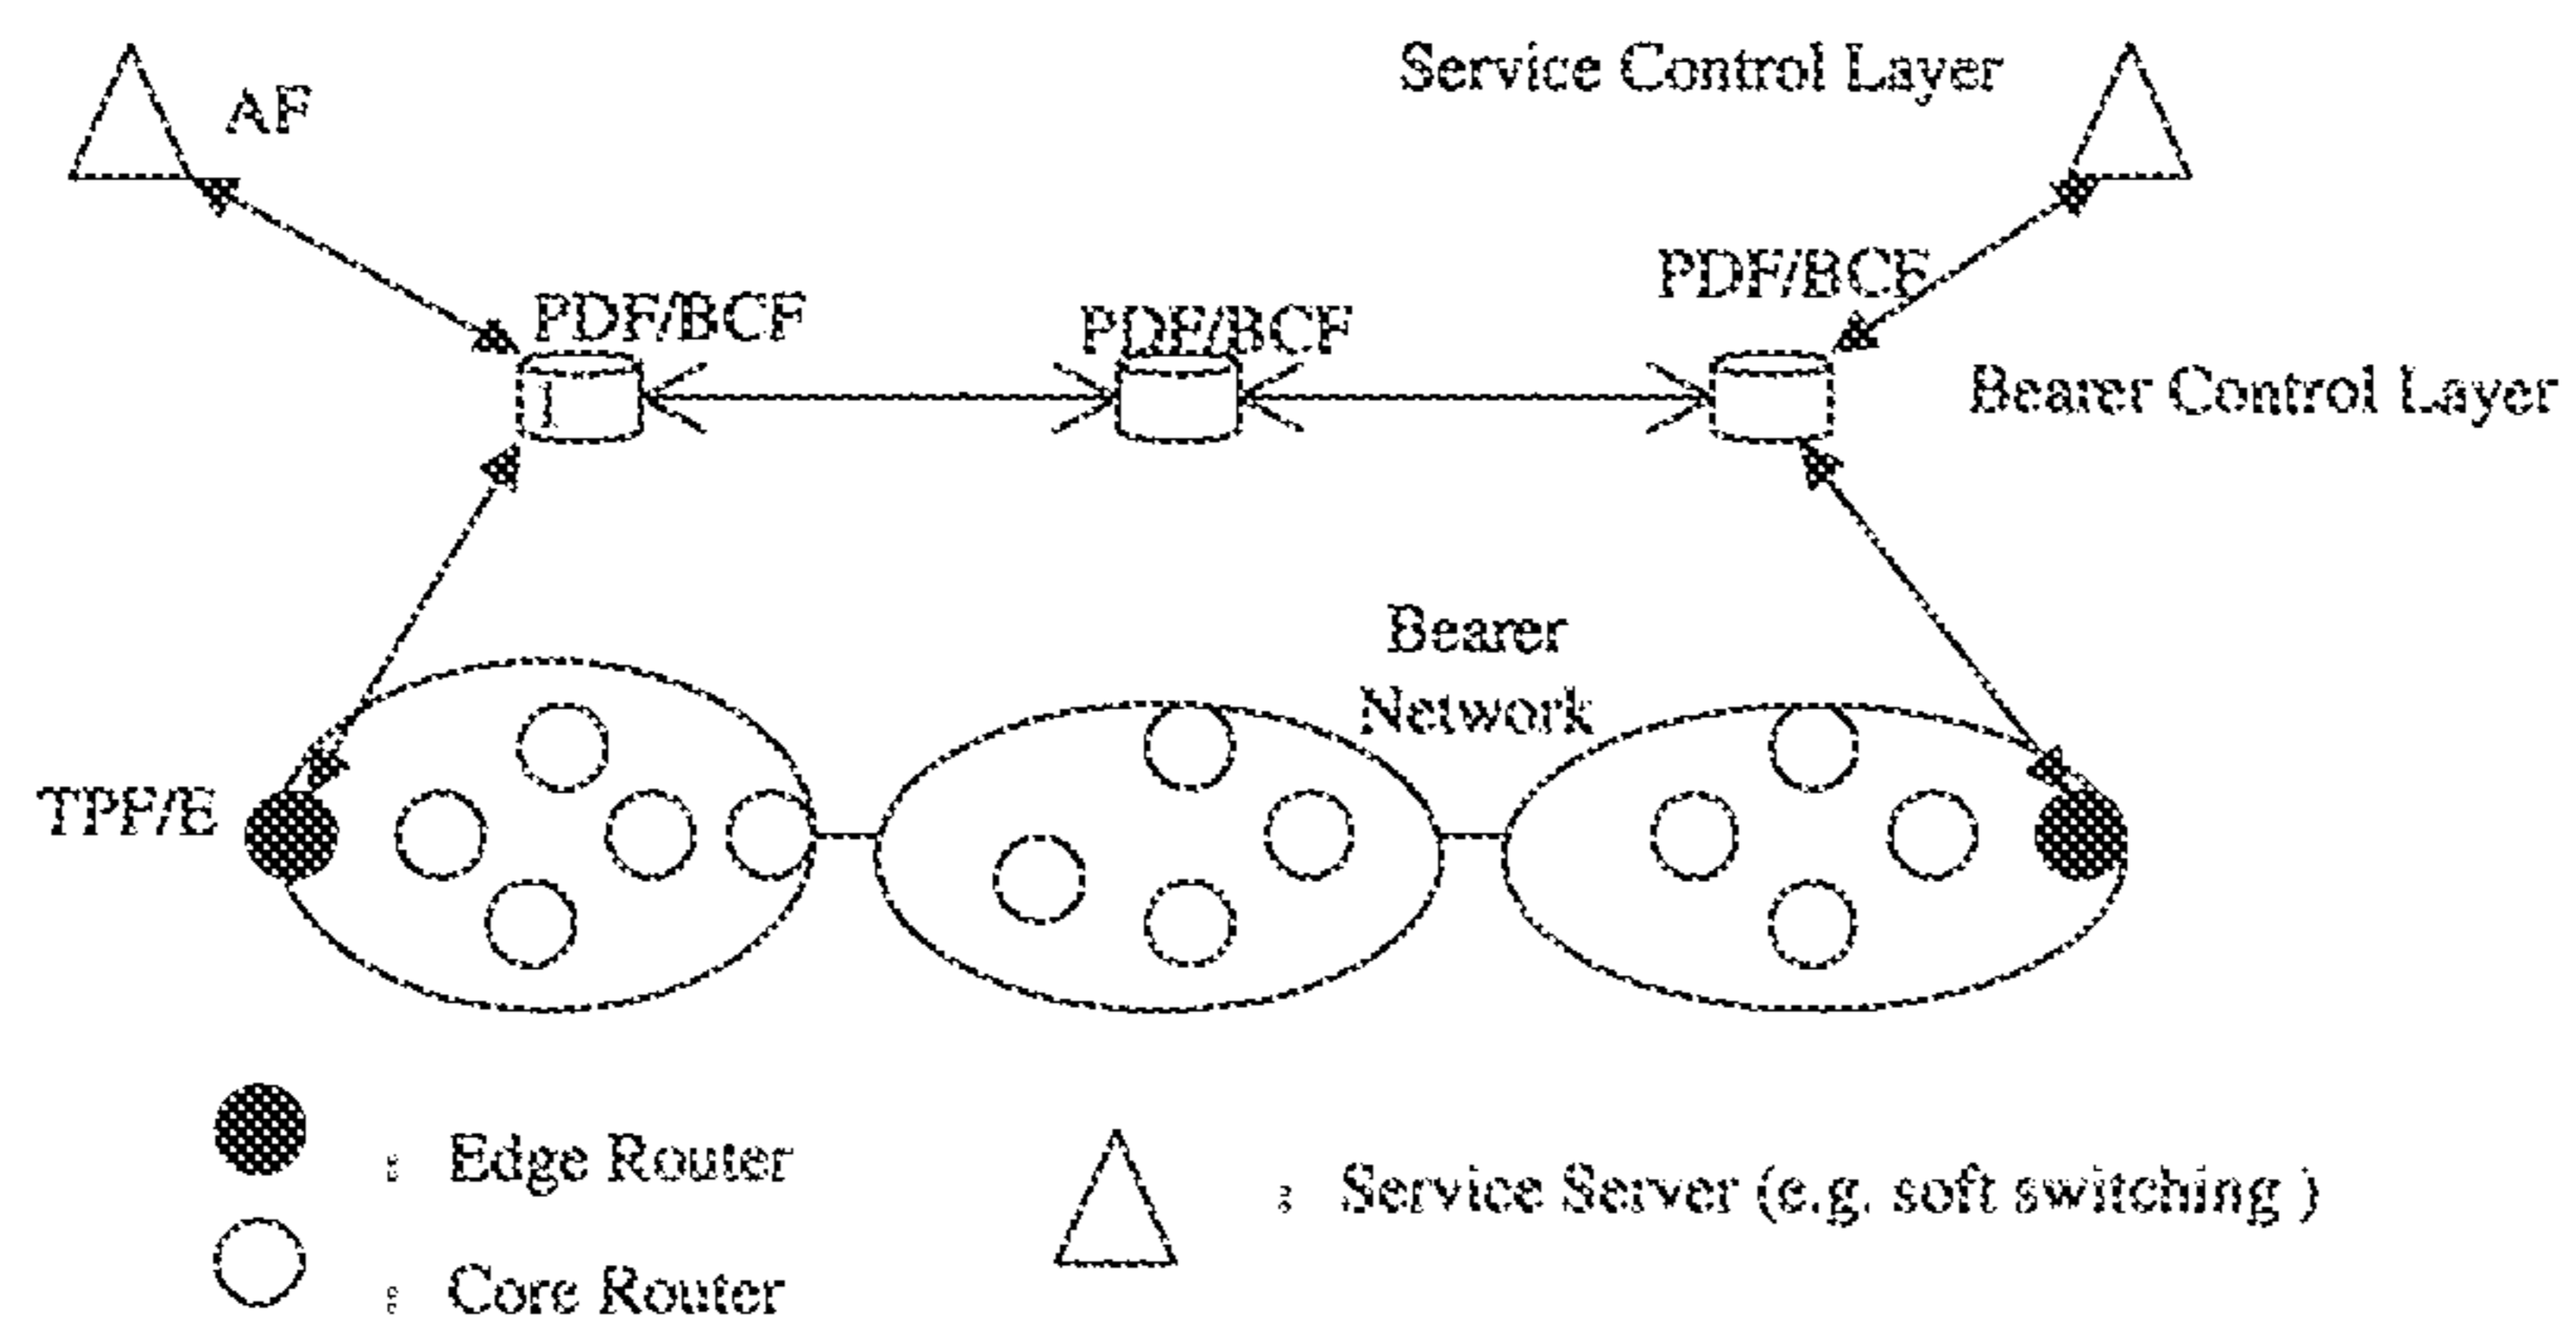 Service Control Layer
AF
PDF/BCF
PDF/BCF
PDF/BCF
Bearer Control Layer
Bearer
Network
TPF/E
: Edge Router
: Service Server (e.g. soft switching )
: Core Router